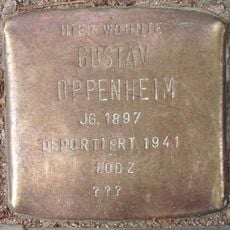 HIER WOHNTE
GUSTAV
OPPENHEIM
JG. 1897
DEPORTIERT 1941
LODZ
???